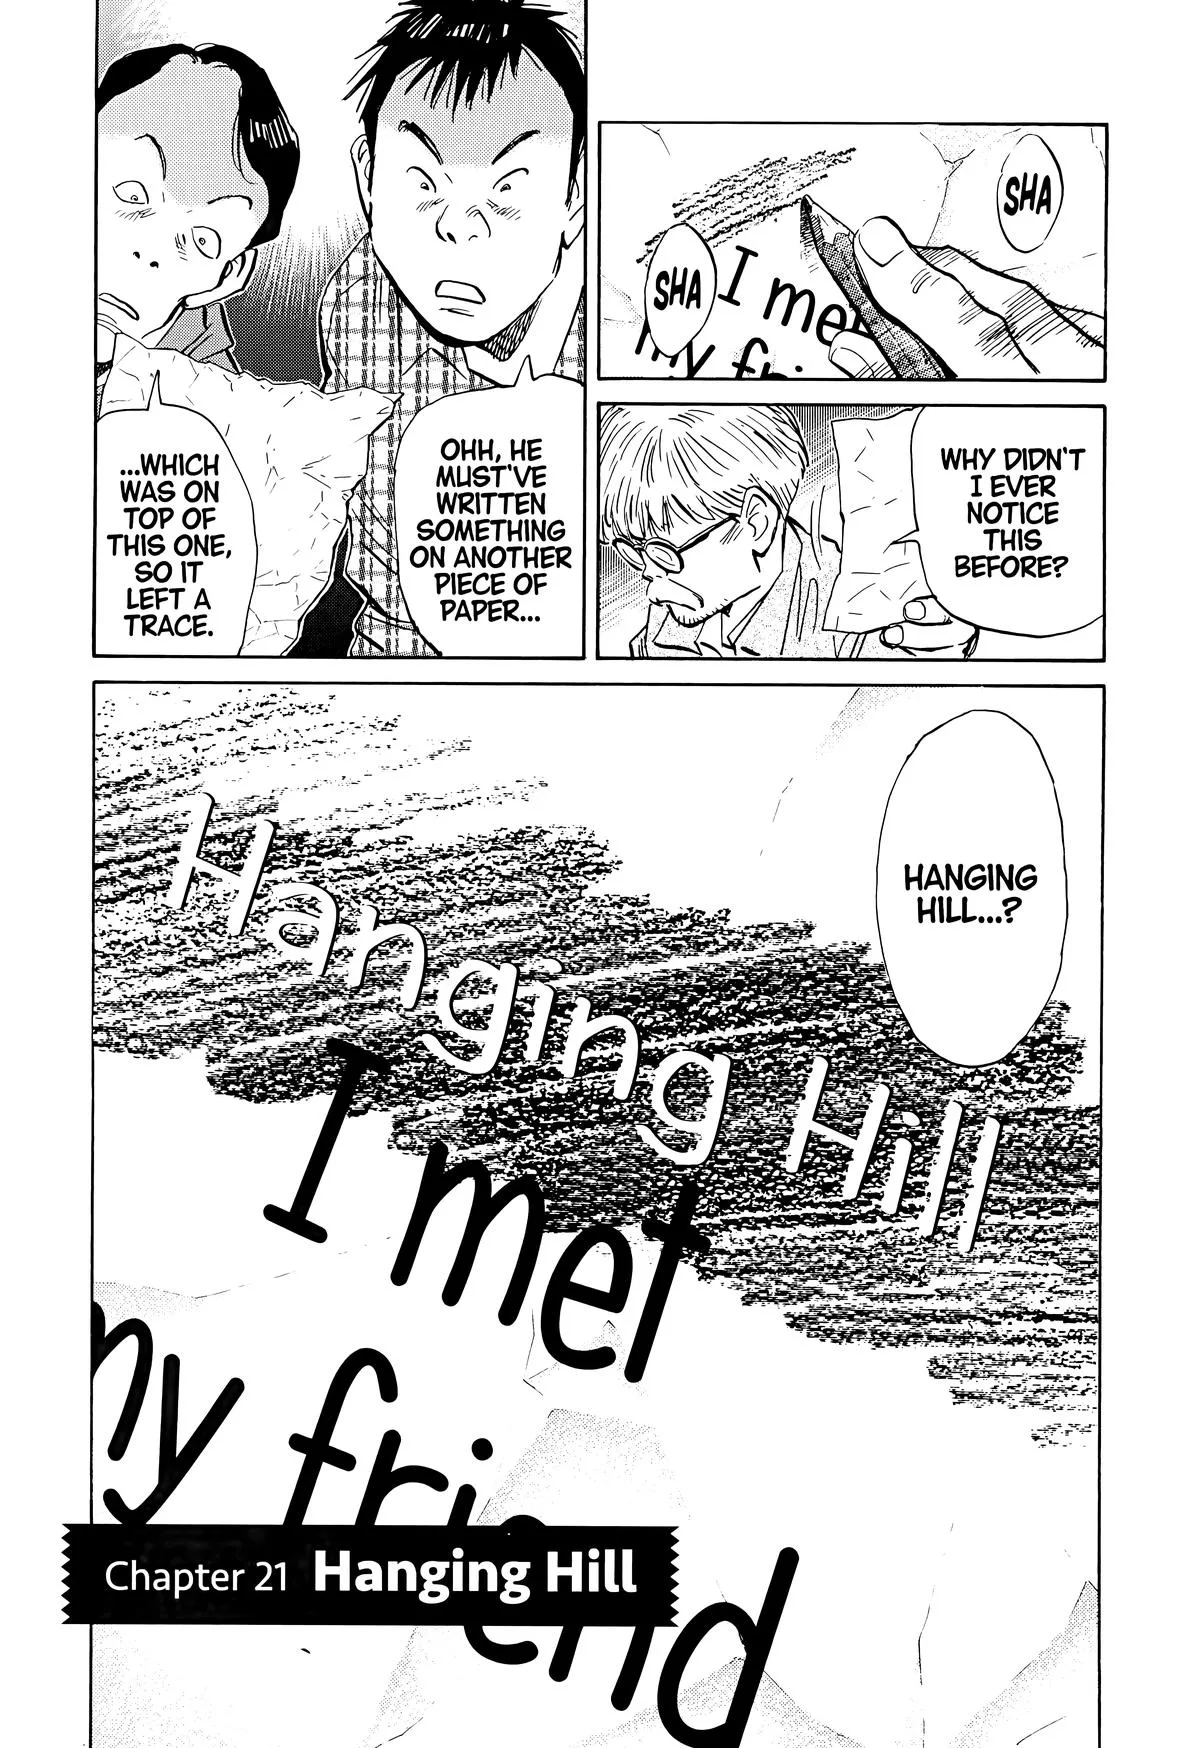 SHA
SHA
I met
my friend
WHY DIDN'T
I EVER
NOTICE
THIS
BEFORE?
OHH, HE
MUST'VE
WRITTEN
SOMETHING
ON ANOTHER
PIECE OF
PAPER...
...WHICH
WAS ON
TOP OF
THIS ONE,
SO IT
LEFT A
TRACE.
HANGING
HILL...?
Hanging Hill
I met
my friend
Chapter 21 Hanging Hill